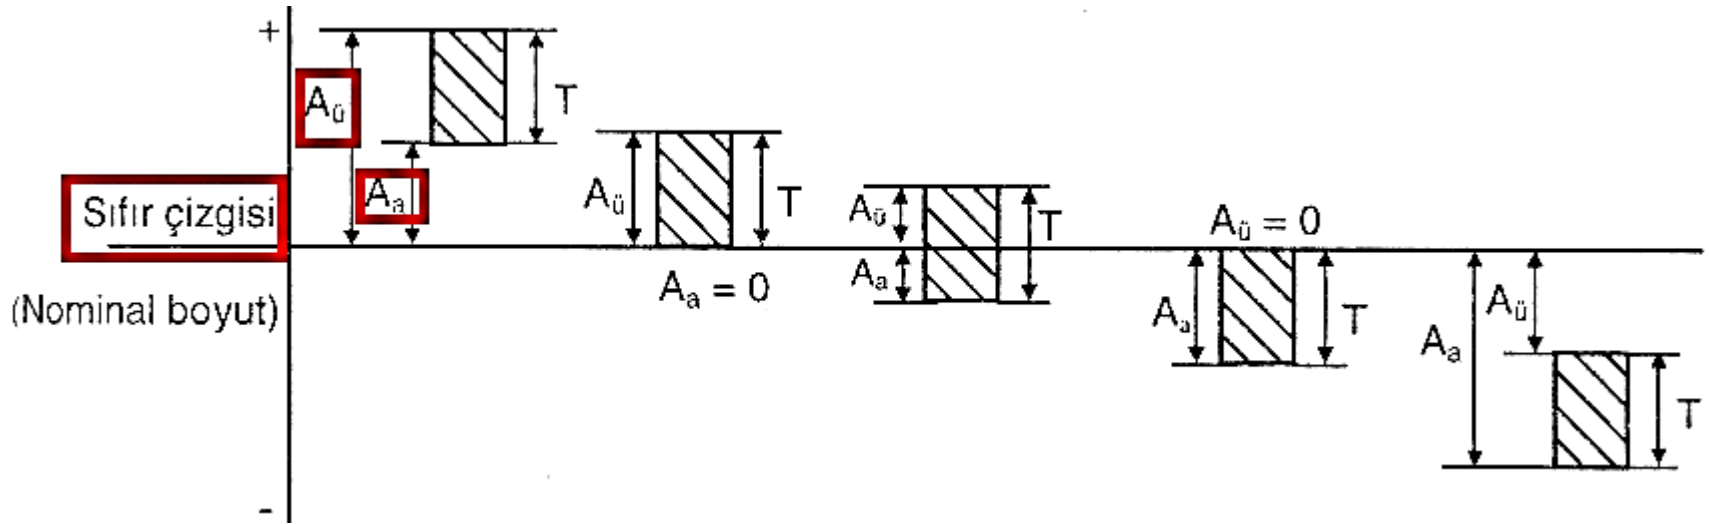 +
Aü
T
Aa
Sıfır çizgisi
(Nominal boyut)
-
Aü
T
Aa = 0
Aü
Aa
T
Aü = 0
Aa
T
Aü
Aa
T